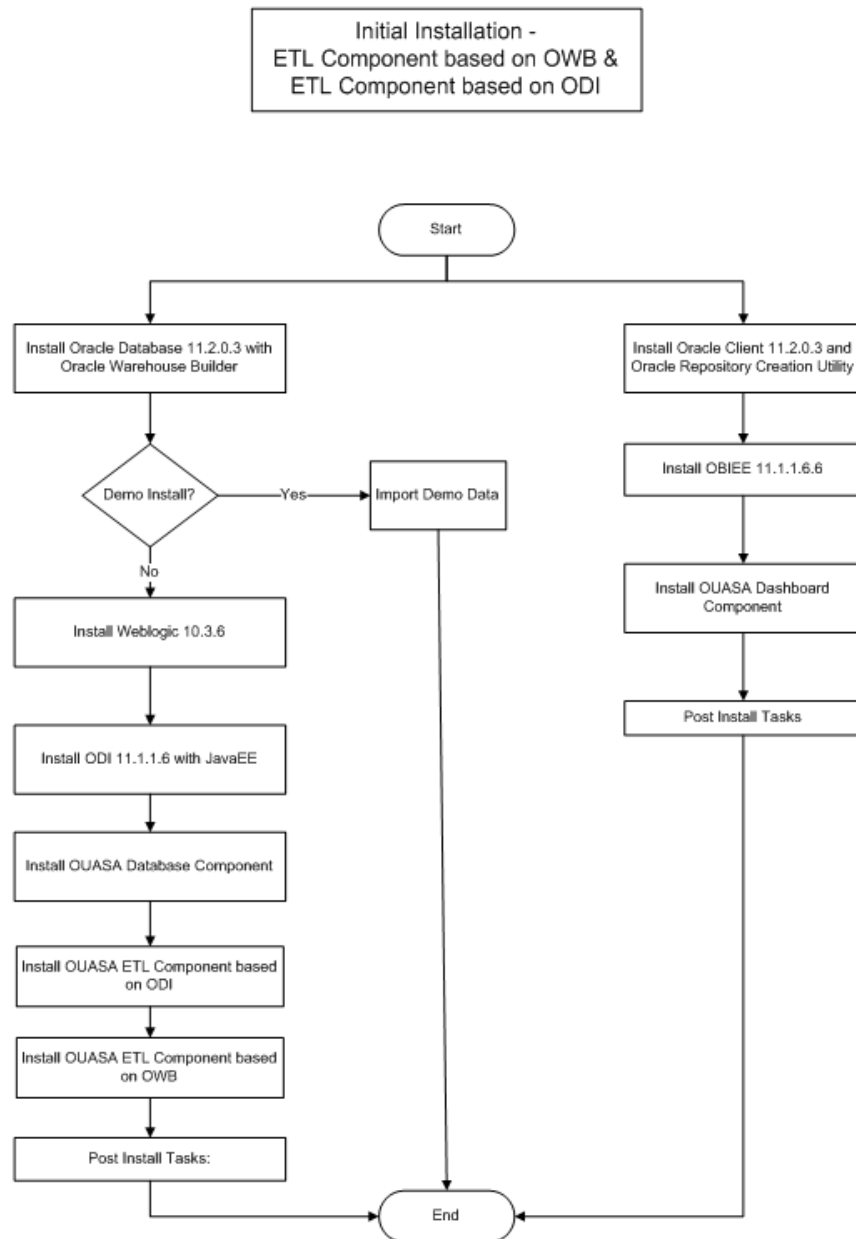 Initial Installation -
ETL Component based on OWB &
ETL Component based on ODI
Start
Install Oracle Database 11.2.0.3 with
Oracle Warehouse Builder
Install Oracle Client 11.2.0.3 and
Oracle Repository Creation Utility
Demo Install?
Yes
Import Demo Data
Install OBIEE 11.1.1.6.6
No
Install Weblogic 10.3.6
Install OUASA Dashboard
Component
Install ODI 11.1.1.6 with JavaEE
Post Install Tasks
Install OUASA Database Component
Install OUASA ETL Component based
on ODI
Install OUASA ETL Component based
on OWB
Post Install Tasks:
End